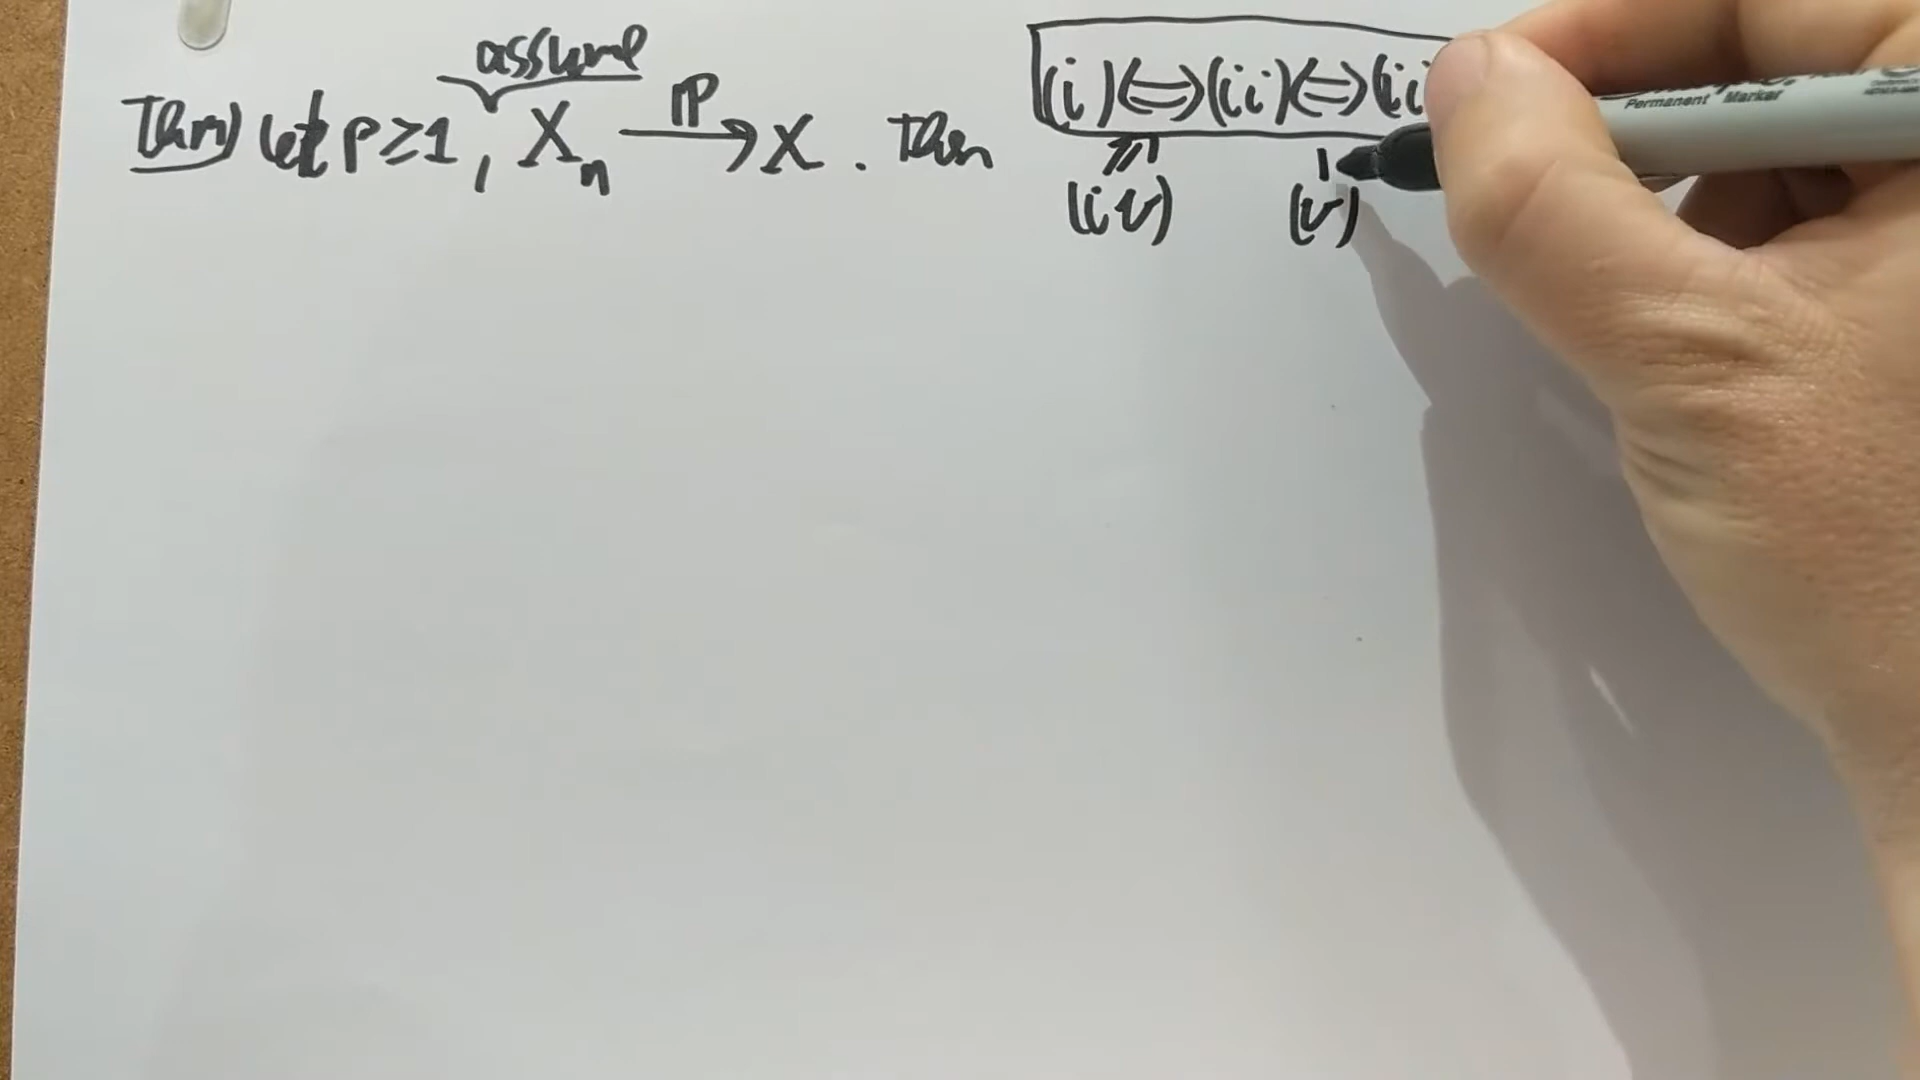 assume
Thm) let p ≥ 1, Xₙ —ℙ→ X. Then (i) ⇔ (ii) ⇔ (ii
(iv) (v)
Permanent Marker